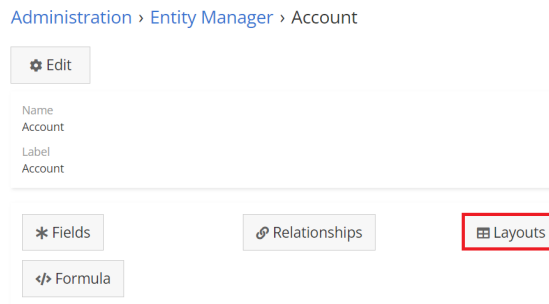 Administration › Entity Manager › Account
Edit
Name
Account
Label
Account
Fields Relationships Layouts
Formula